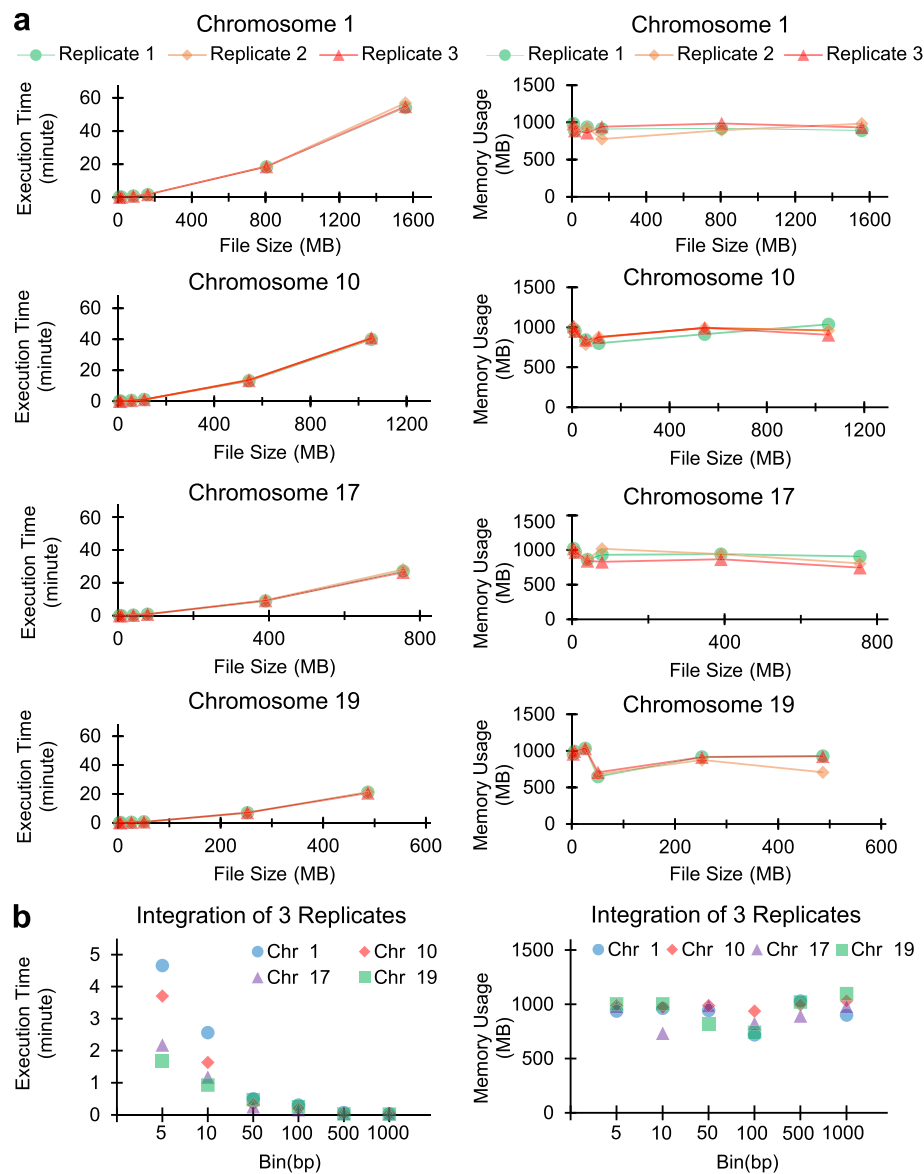 a
Chromosome 1
Replicate 1 Replicate 2 Replicate 3
Execution Time
(minute)
60
40
20
0
0 400 800 1200 1600
File Size (MB)
Chromosome 1
Replicate 1 Replicate 2 Replicate 3
Memory Usage
(MB)
1500
1000
500
0
0 400 800 1200 1600
File Size (MB)
Chromosome 10
Execution Time
(minute)
60
40
20
0
0 400 800 1200
File Size (MB)
Chromosome 10
Memory Usage
(MB)
1500
1000
500
0
0 400 800 1200
File Size (MB)
Chromosome 17
Execution Time
(minute)
60
40
20
0
0 400 800
File Size (MB)
Chromosome 17
Memory Usage
(MB)
1500
1000
500
0
0 400 800
File Size (MB)
Chromosome 19
Execution Time
(minute)
60
40
20
0
0 200 400 600
File Size (MB)
Chromosome 19
Memory Usage
(MB)
1500
1000
500
0
0 200 400 600
File Size (MB)
b
Integration of 3 Replicates
Chr 1 Chr 10
Chr 17 Chr 19
Execution Time
(minute)
5
4
3
2
1
0
5 10 50 100 500 1000
Bin(bp)
Integration of 3 Replicates
Chr 1 Chr 10 Chr 17 Chr 19
Memory Usage
(MB)
1500
1000
500
0
5 10 50 100 500 1000
Bin(bp)